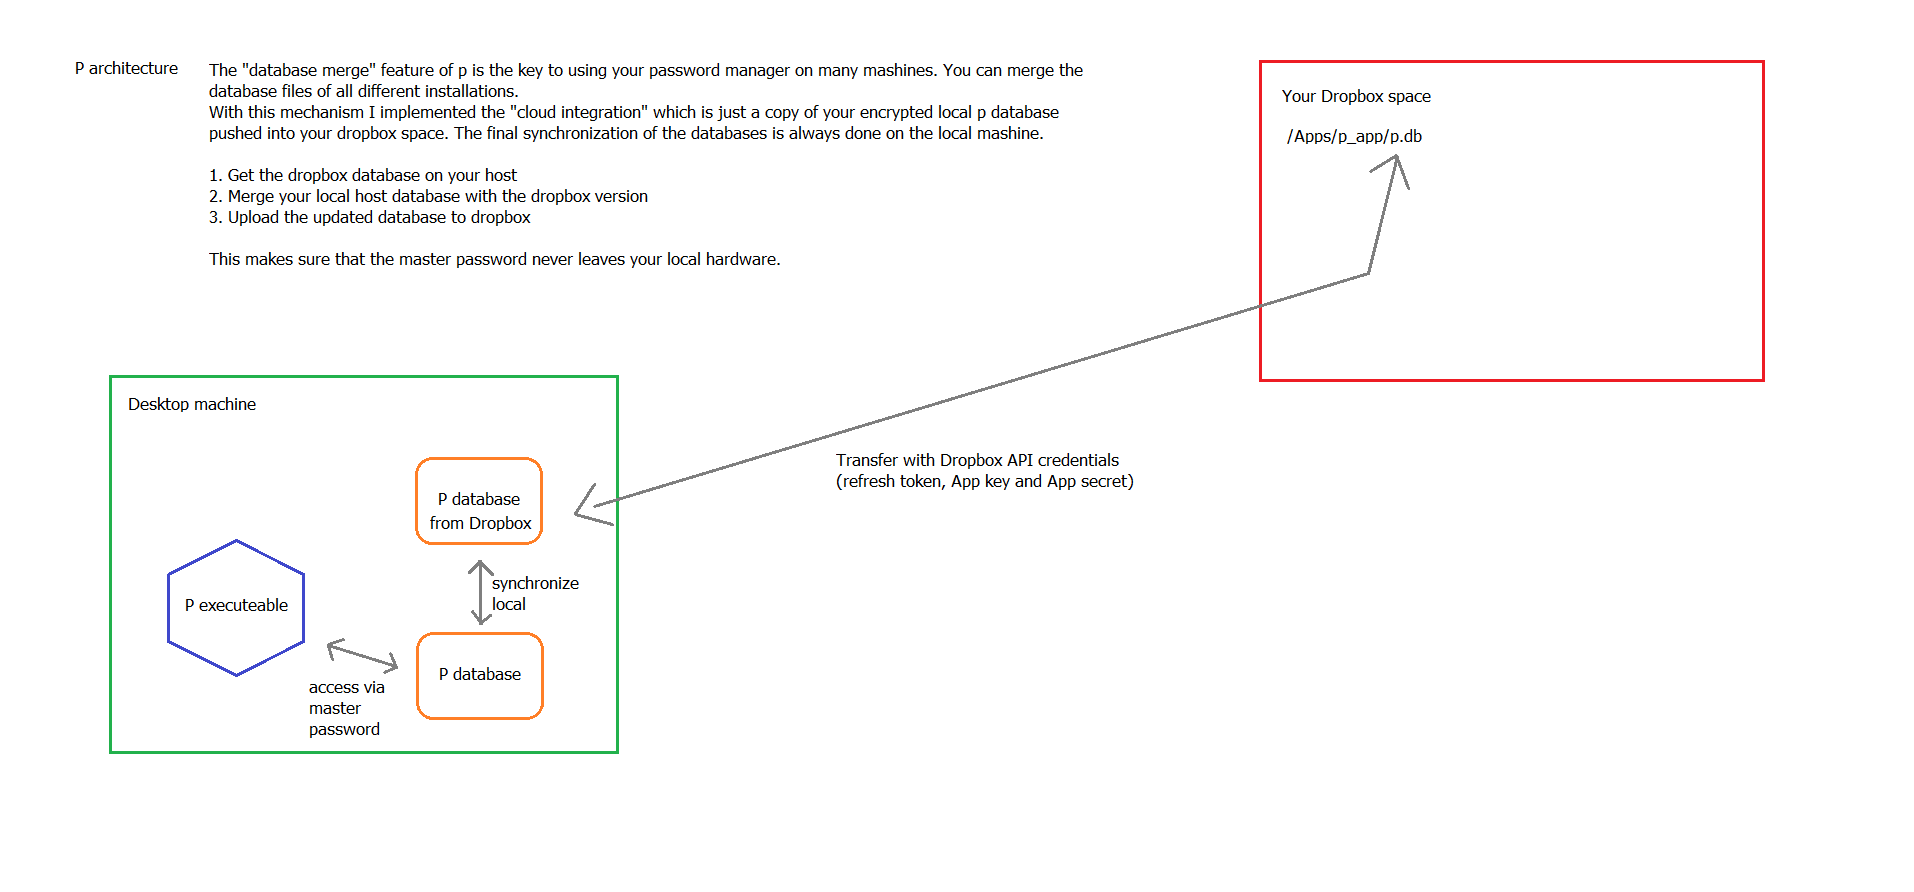 P architecture
The "database merge" feature of p is the key to using your password manager on many mashines. You can merge the
database files of all different installations.
With this mechanism I implemented the "cloud integration" which is just a copy of your encrypted local p database
pushed into your dropbox space. The final synchronization of the databases is always done on the local mashine.
1. Get the dropbox database on your host
2. Merge your local host database with the dropbox version
3. Upload the updated database to dropbox
This makes sure that the master password never leaves your local hardware.
Your Dropbox space
/Apps/p_app/p.db
Desktop machine
P database
from Dropbox
Transfer with Dropbox API credentials
(refresh token, App key and App secret)
synchronize
local
P executeable
P database
access via
master
password